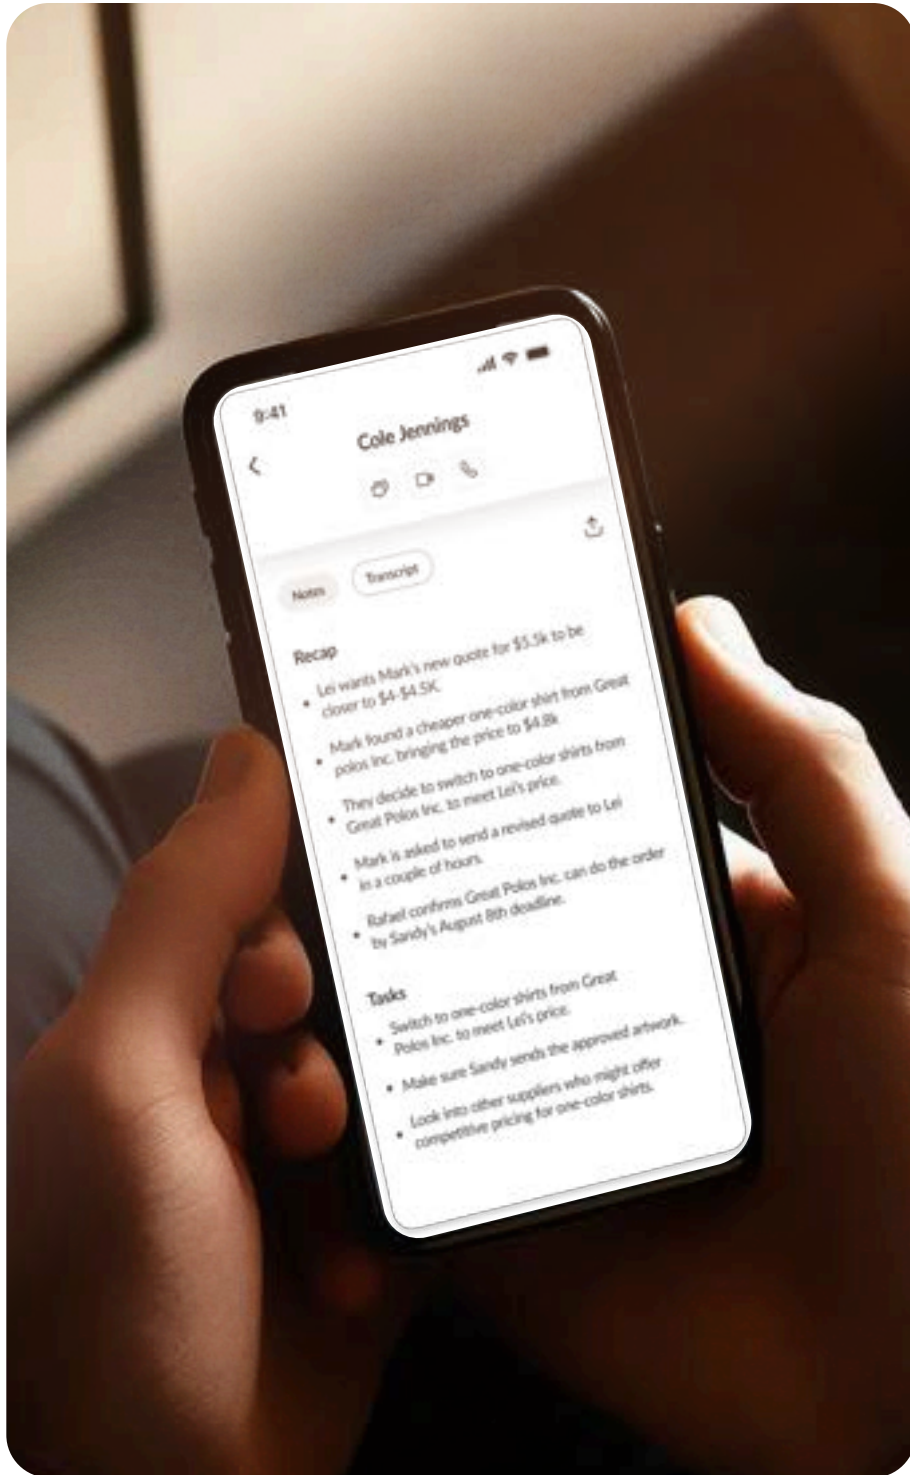 9:41
Cole Jennings
Notes
Transcript
Recap
• Lei wants Mark's new quote for $5.5k to be
closer to $4-$4.5K.
• Mark found a cheaper one-color shirt from Great
polos Inc. bringing the price to $4.8k
• They decide to switch to one-color shirts from
Great Polos Inc. to meet Lei's price.
• Mark is asked to send a revised quote to Lei
in a couple of hours.
• Rafael confirms Great Polos Inc. can do the order
by Sandy's August 8th deadline.
Tasks
• Switch to one-color shirts from Great
Polos Inc. to meet Lei's price.
• Make sure Sandy sends the approved artwork.
• Look into other suppliers who might offer
competitive pricing for one-color shirts.